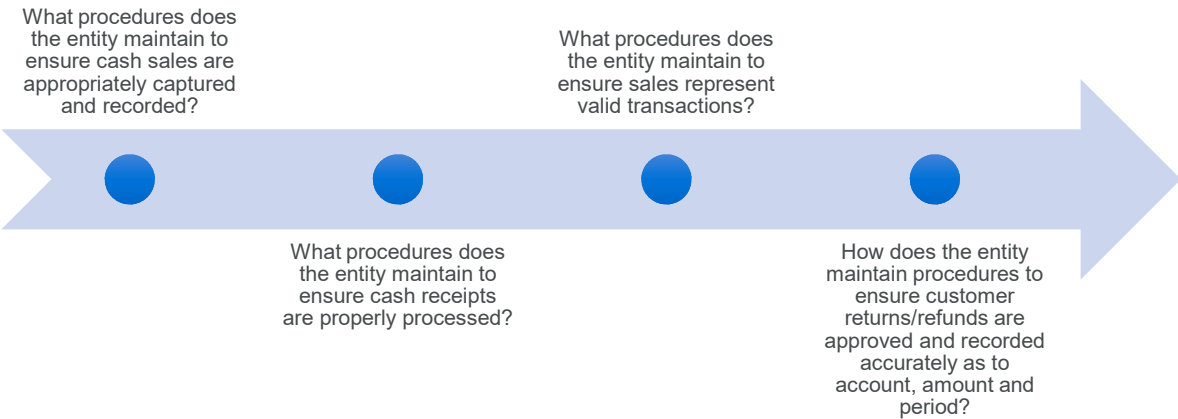 What procedures does
the entity maintain to
ensure cash sales are
appropriately captured
and recorded?
What procedures does
the entity maintain to
ensure cash receipts
are properly processed?
What procedures does
the entity maintain to
ensure sales represent
valid transactions?
How does the entity
maintain procedures to
ensure customer
returns/refunds are
approved and recorded
accurately as to
account, amount and
period?